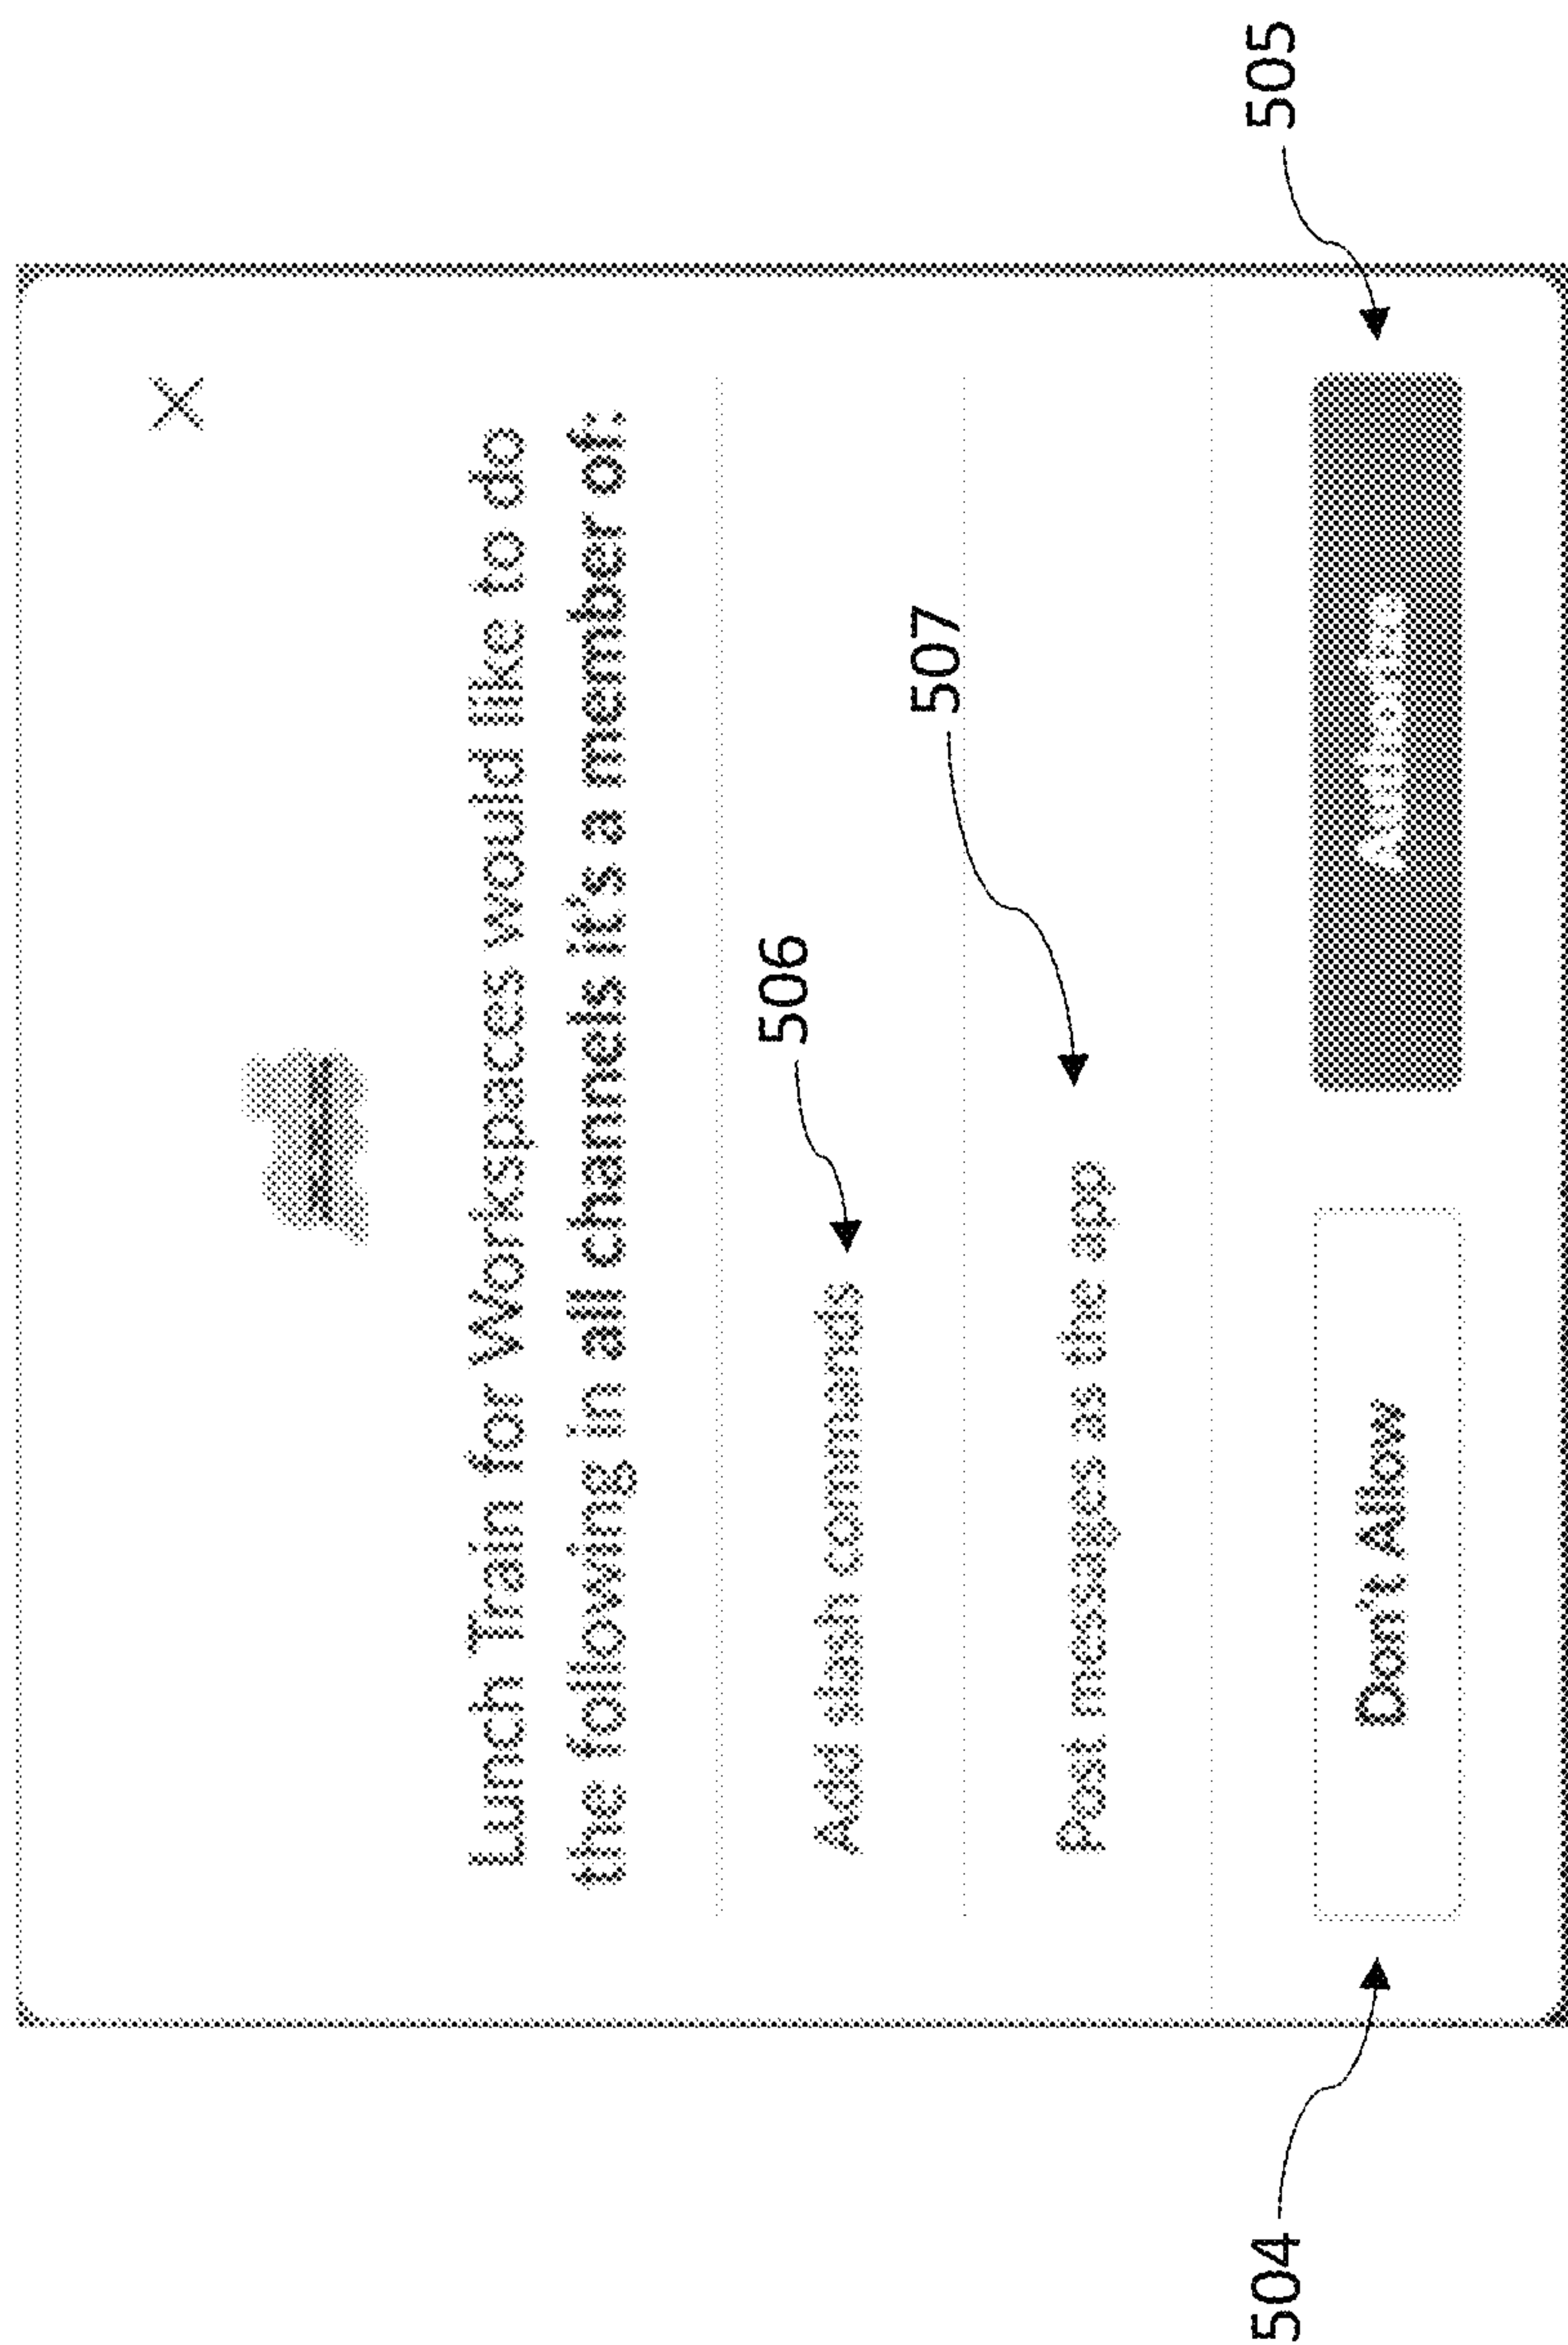 Lunch Train for Workspaces would like to do
the following in all channels it's a member of:
506
Add slash commands
507
Post messages as the app
504
Don't Allow
Authorize
505